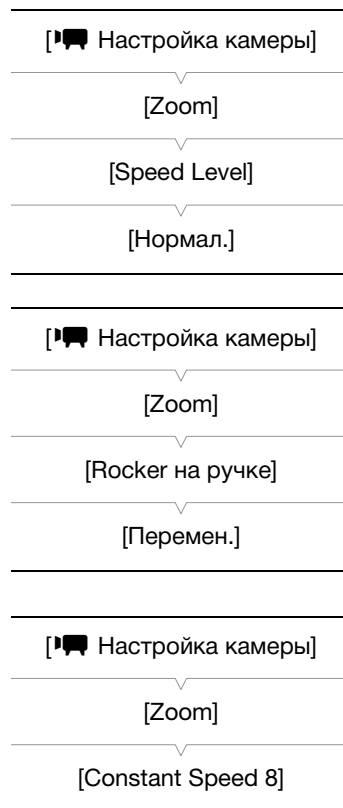 [ Настройка камеры]
[Zoom]
[Speed Level]
[Нормал.]
[ Настройка камеры]
[Zoom]
[Rocker на ручке]
[Перемен.]
[ Настройка камеры]
[Zoom]
[Constant Speed 8]